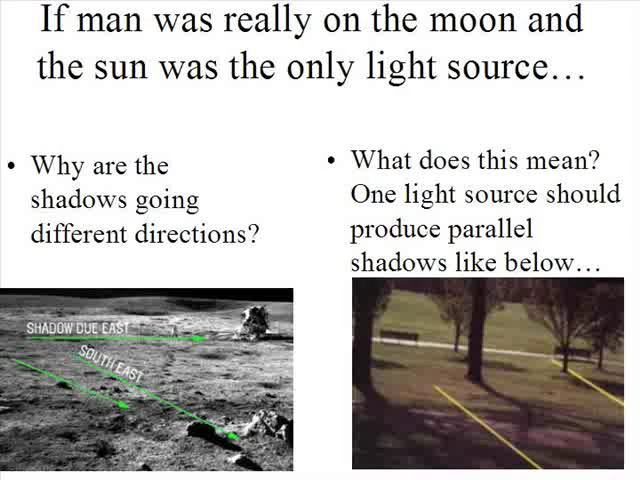 If man was really on the moon and
the sun was the only light source…
• Why are the
shadows going
different directions?
• What does this mean?
One light source should
produce parallel
shadows like below…
SHADOW DUE EAST
SOUTH EAST